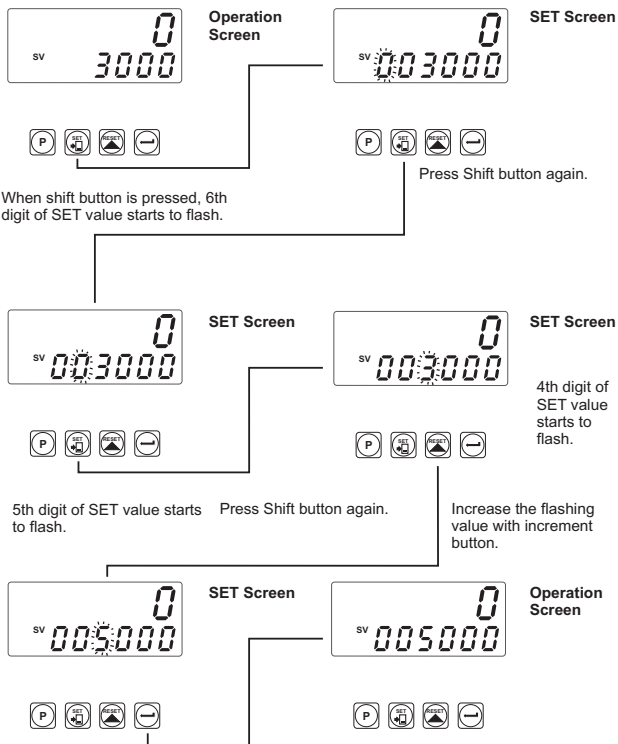 0
Operation
Screen
SV 3000
0
SET Screen
SV 003000
P SET RESET
P SET RESET
When shift button is pressed, 6th
digit of SET value starts to flash.
Press Shift button again.
0
SET Screen
SV 003000
0
SET Screen
SV 003000
4th digit of
SET value
starts to
flash.
P SET RESET
P SET RESET
5th digit of SET value starts
to flash.
Press Shift button again.
Increase the flashing
value with increment
button.
0
SET Screen
SV 005000
0
Operation
Screen
SV 005000
P SET RESET
P SET RESET